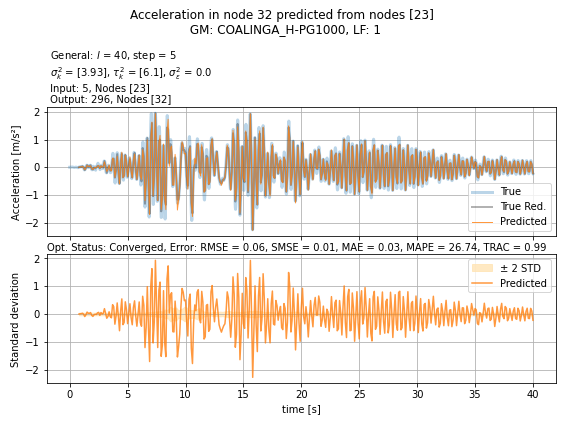 Acceleration in node 32 predicted from nodes [23]
GM: COALINGA_H-PG1000, LF: 1
General: l = 40, step = 5
σ²ₖ = [3.93], τ²ₖ = [6.1], σ²ε = 0.0
Input: 5, Nodes [23]
Output: 296, Nodes [32]
Acceleration [m/s²]
2
1
0
−1
−2
True
True Red.
Predicted
Opt. Status: Converged, Error: RMSE = 0.06, SMSE = 0.01, MAE = 0.03, MAPE = 26.74, TRAC = 0.99
Standard deviation
2
1
0
−1
−2
± 2 STD
Predicted
0 5 10 15 20 25 30 35 40
time [s]